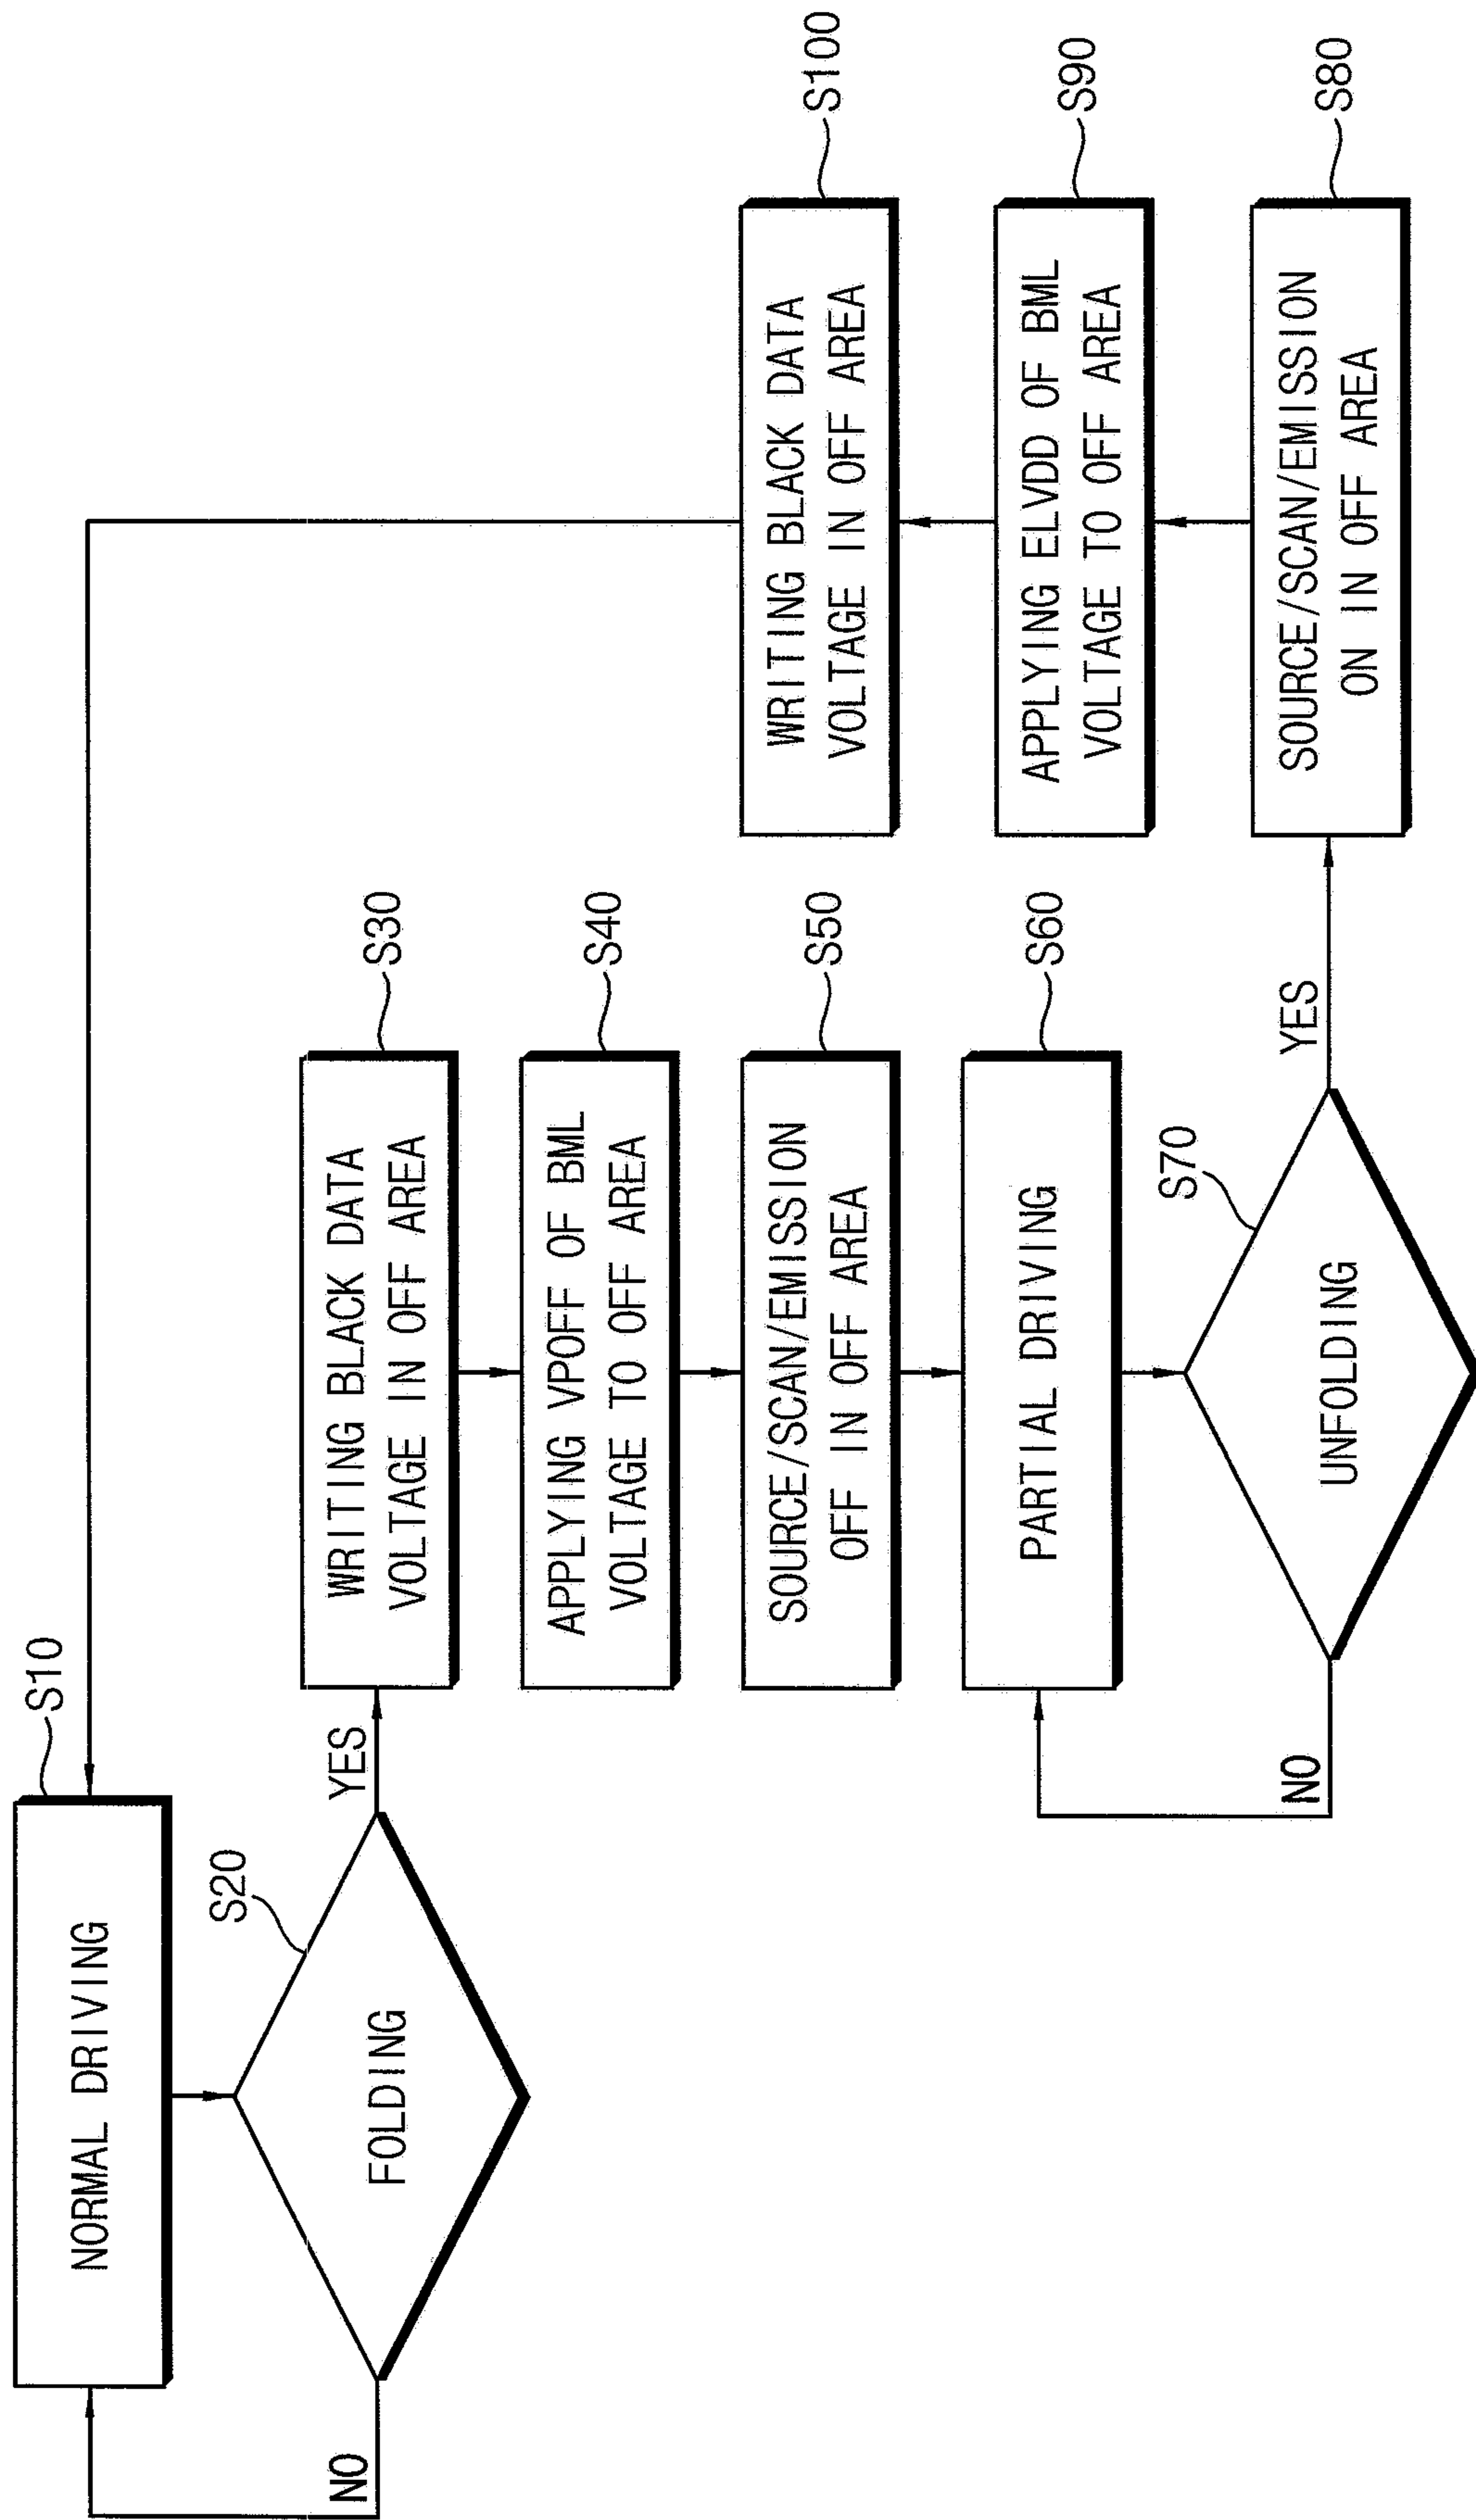 S10
NORMAL DRIVING
S20
FOLDING
NO
YES
S30
WRITING BLACK DATA
VOLTAGE IN OFF AREA
S40
APPLYING VPOFF OF BML
VOLTAGE TO OFF AREA
S50
SOURCE/SCAN/EMISSION
OFF IN OFF AREA
S60
PARTIAL DRIVING
S70
UNFOLDING
NO
YES
S100
WRITING BLACK DATA
VOLTAGE IN OFF AREA
S90
APPLYING ELVDD OF BML
VOLTAGE TO OFF AREA
S80
SOURCE/SCAN/EMISSION
ON IN OFF AREA